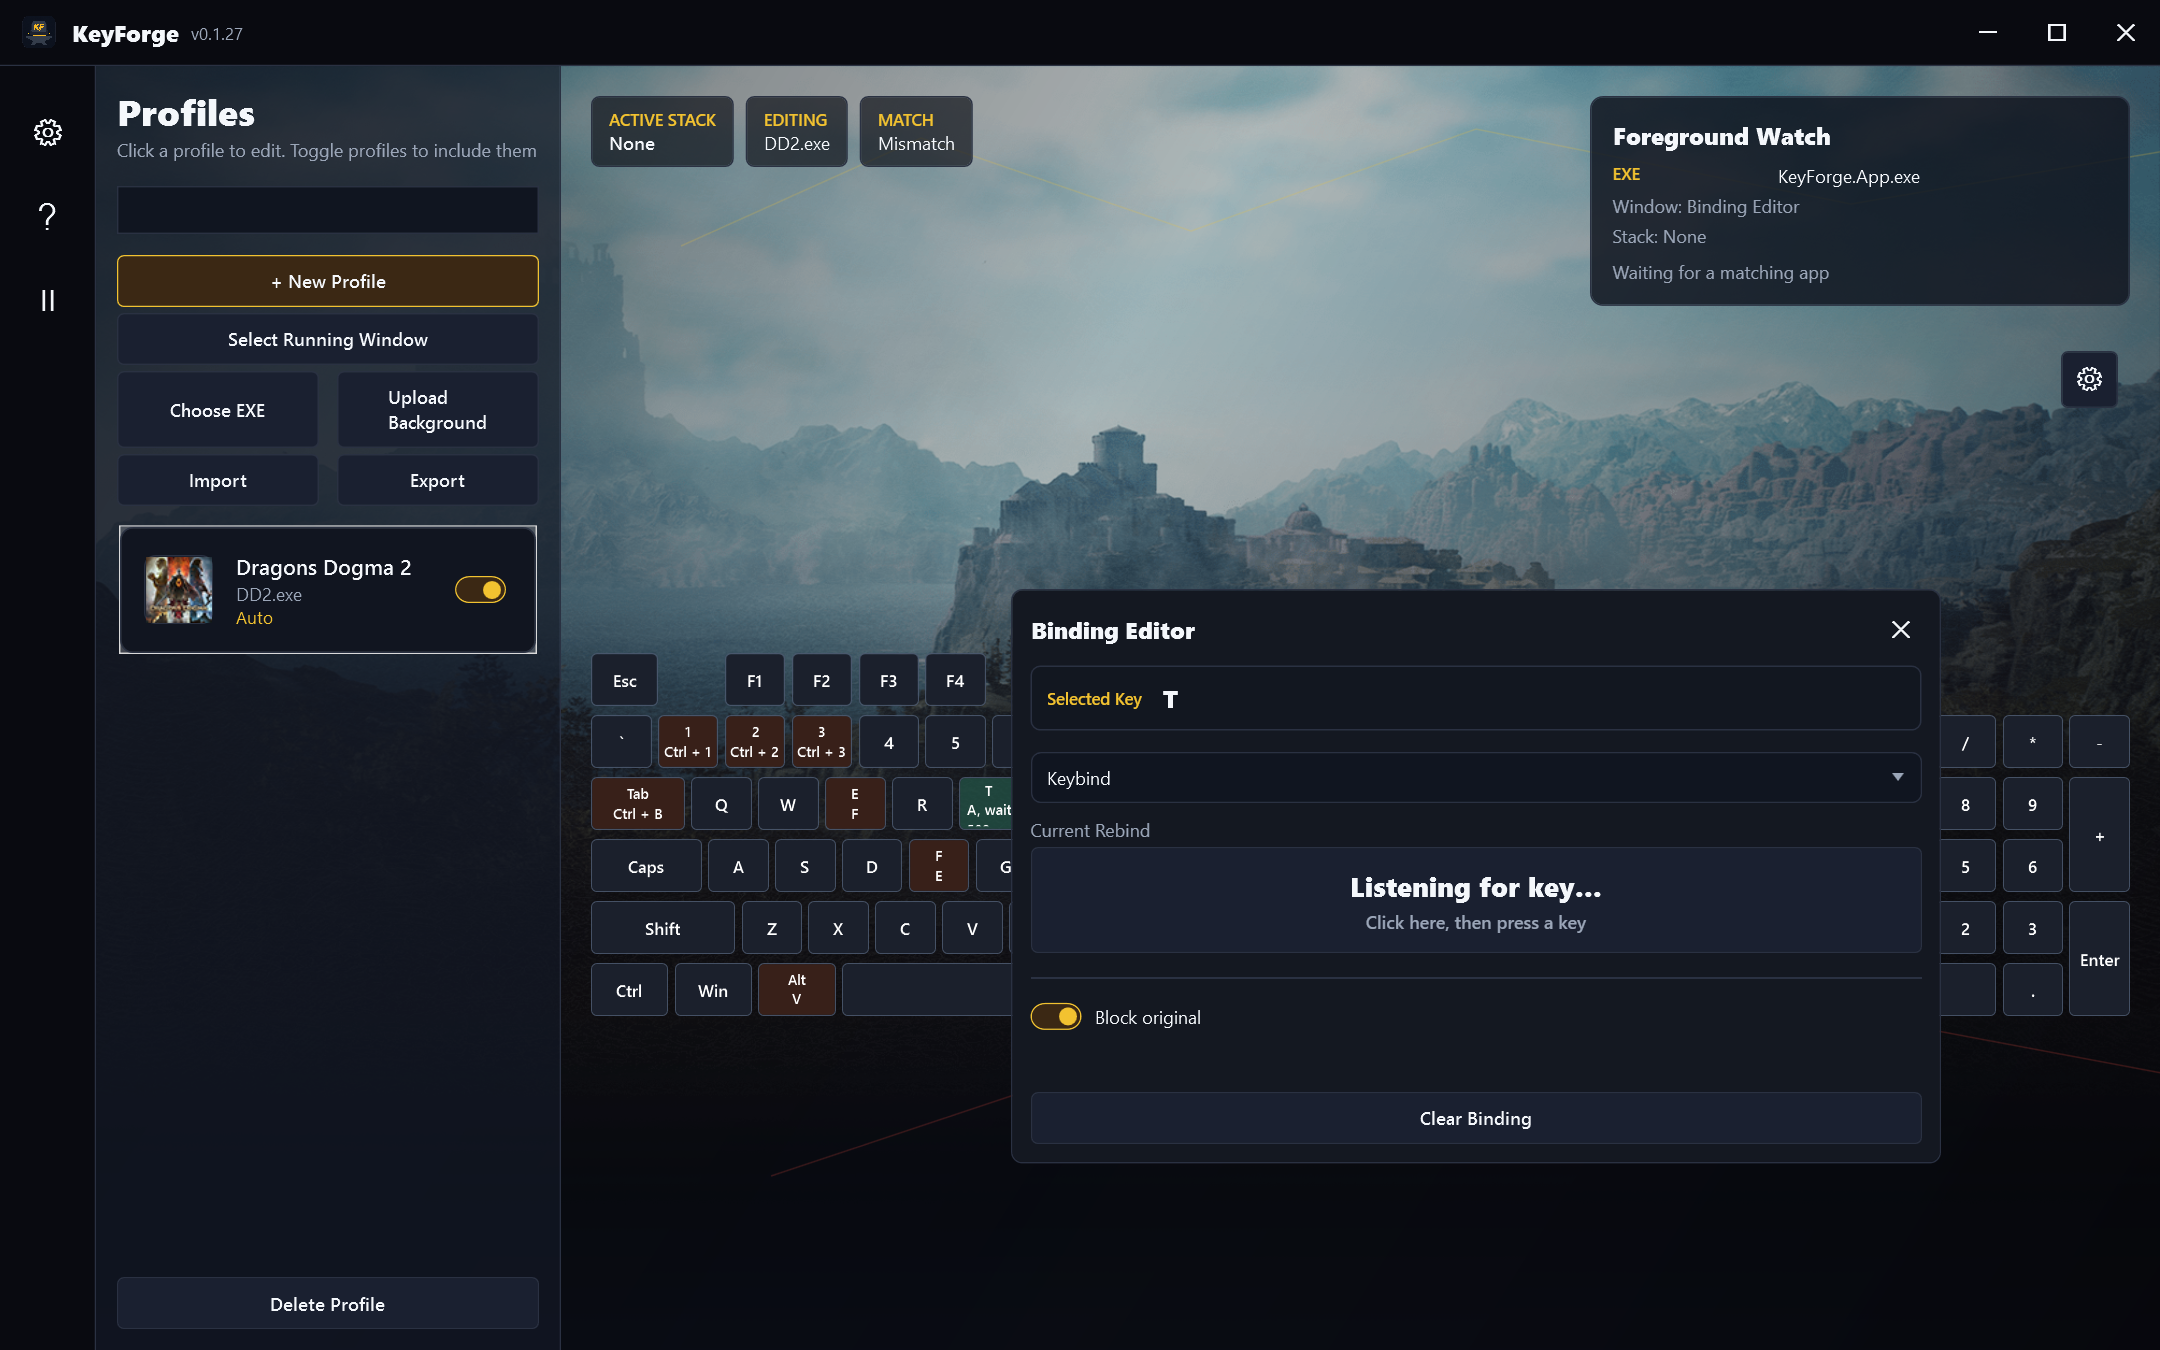 KeyForge v0.1.27
Profiles
Click a profile to edit. Toggle profiles to include them
+ New Profile
Select Running Window
Choose EXE
Upload
Background
Import
Export
Dragons Dogma 2
DD2.exe
Auto
Delete Profile
ACTIVE STACK
None
EDITING
DD2.exe
MATCH
Mismatch
Foreground Watch
EXE KeyForge.App.exe
Window: Binding Editor
Stack: None
Waiting for a matching app
Esc
F1
F2
F3
F4
`
1
Ctrl + 1
2
Ctrl + 2
3
Ctrl + 3
4
5
Tab
Ctrl + B
Q
W
E
F
R
T
A, wait
Caps
A
S
D
F
E
G
Shift
Z
X
C
V
Ctrl
Win
Alt
V
Binding Editor
Selected Key T
Keybind
Current Rebind
Listening for key...
Click here, then press a key
Block original
Clear Binding
/
*
-
8
9
+
5
6
2
3
Enter
.